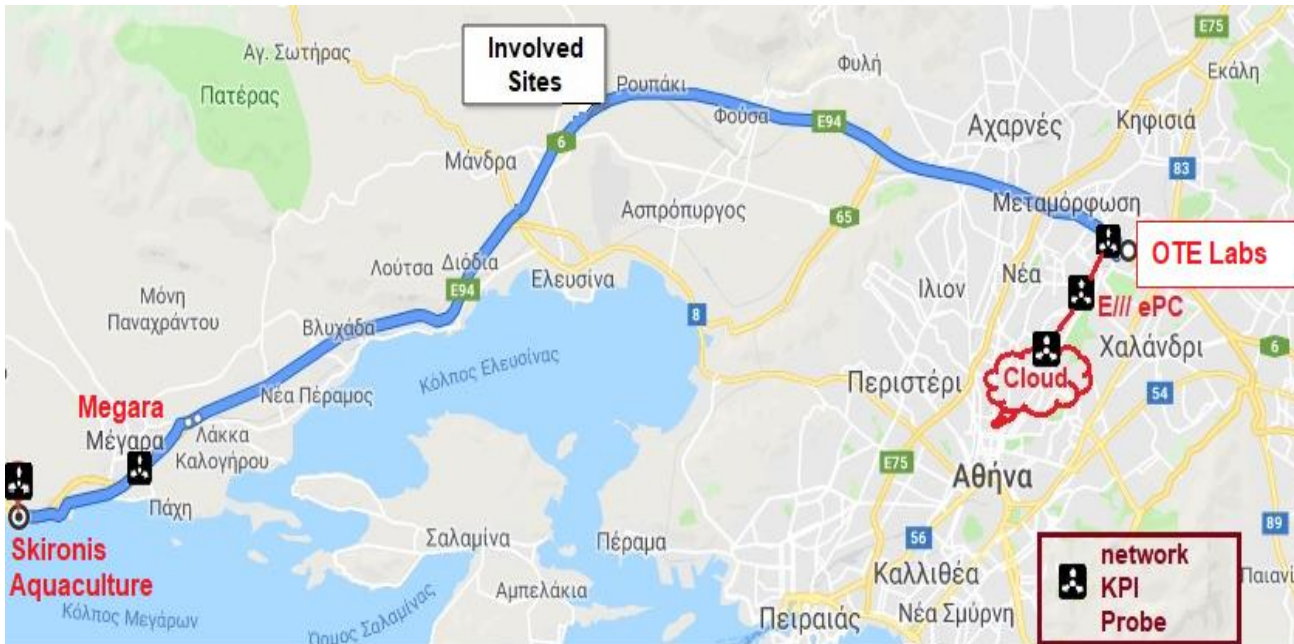 Involved
Sites
Αγ. Σωτήρας
Πατέρας
Ρουπάκι
Φυλή
E75
Εκάλη
Φούσα
E94
Αχαρνές
Κηφισιά
6
Μάνδρα
83
Μεταμόρφωση
Ασπρόπυργος
65
OTE Labs
Λούτσα
Διόδια
Ελευσίνα
Νέα
Ίλιον
E/// ePC
Μόνη
Παναχράντου
E94
Βλυχάδα
8
Χαλάνδρι
6
Κόλπος Ελευσίνας
Περιστέρι
Cloud
54
Megara
Νέα Πέραμος
Μέγαρα
Λάκκα
Καλογήρου
E75
Αθήνα
Πάχη
Skironis
Aquaculture
Σαλαμίνα
Πέραμα
56
89
Καλλιθέα
Αμπελάκια
Κόλπος Μεγάρων
Όρμος Σαλαμίνας
Πειραιάς
Νέα Σμύρνη
Παιανί
network
KPI
Probe